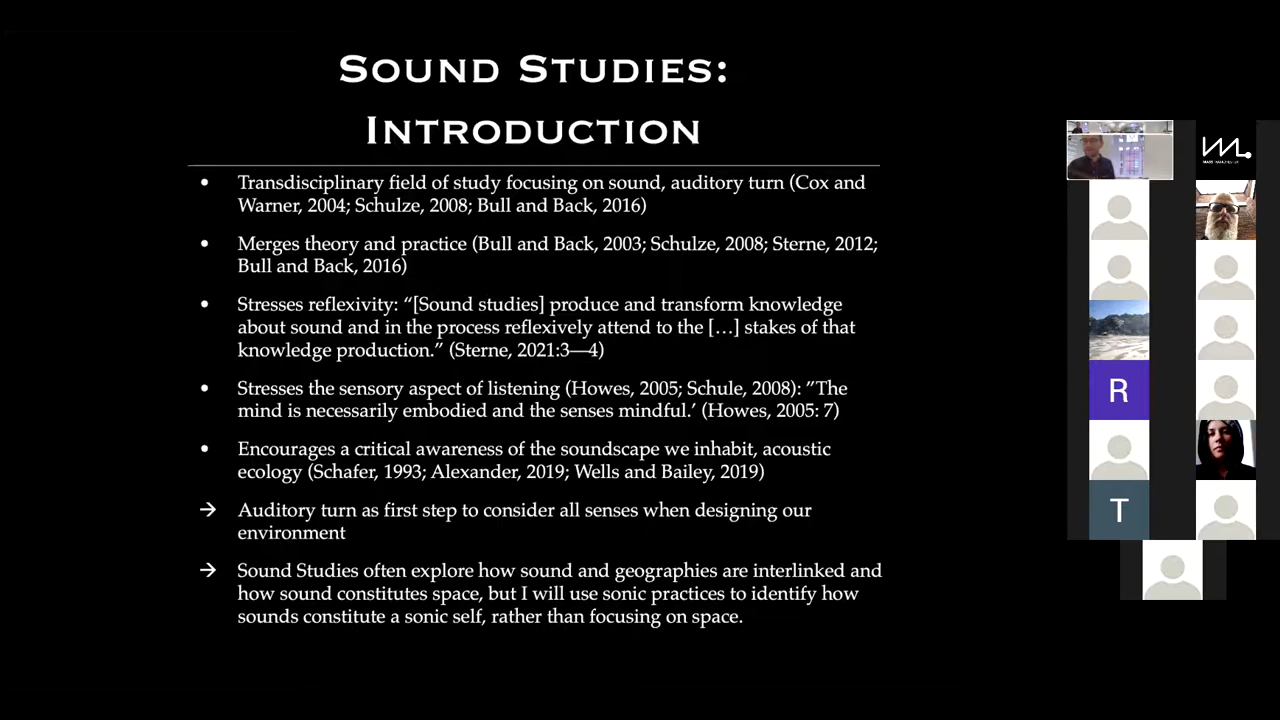 SOUND STUDIES:
INTRODUCTION
• Transdisciplinary field of study focusing on sound, auditory turn (Cox and
Warner, 2004; Schulze, 2008; Bull and Back, 2016)
• Merges theory and practice (Bull and Back, 2003; Schulze, 2008; Sterne, 2012;
Bull and Back, 2016)
• Stresses reflexivity: “[Sound studies] produce and transform knowledge
about sound and in the process reflexively attend to the […] stakes of that
knowledge production.” (Sterne, 2021:3—4)
• Stresses the sensory aspect of listening (Howes, 2005; Schule, 2008): ”The
mind is necessarily embodied and the senses mindful.’ (Howes, 2005: 7)
• Encourages a critical awareness of the soundscape we inhabit, acoustic
ecology (Schafer, 1993; Alexander, 2019; Wells and Bailey, 2019)
→ Auditory turn as first step to consider all senses when designing our
environment
→ Sound Studies often explore how sound and geographies are interlinked and
how sound constitutes space, but I will use sonic practices to identify how
sounds constitute a sonic self, rather than focusing on space.
R
T